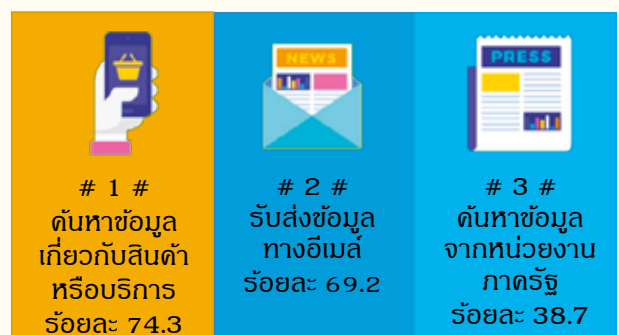 NEWS
PRESS
# 1 #
ค้นหาข้อมูล
เกี่ยวกับสินค้า
หรือบริการ
ร้อยละ 74.3
# 2 #
รับส่งข้อมูล
ทางอีเมล์
ร้อยละ 69.2
# 3 #
ค้นหาข้อมูล
จากหน่วยงาน
ภาครัฐ
ร้อยละ 38.7